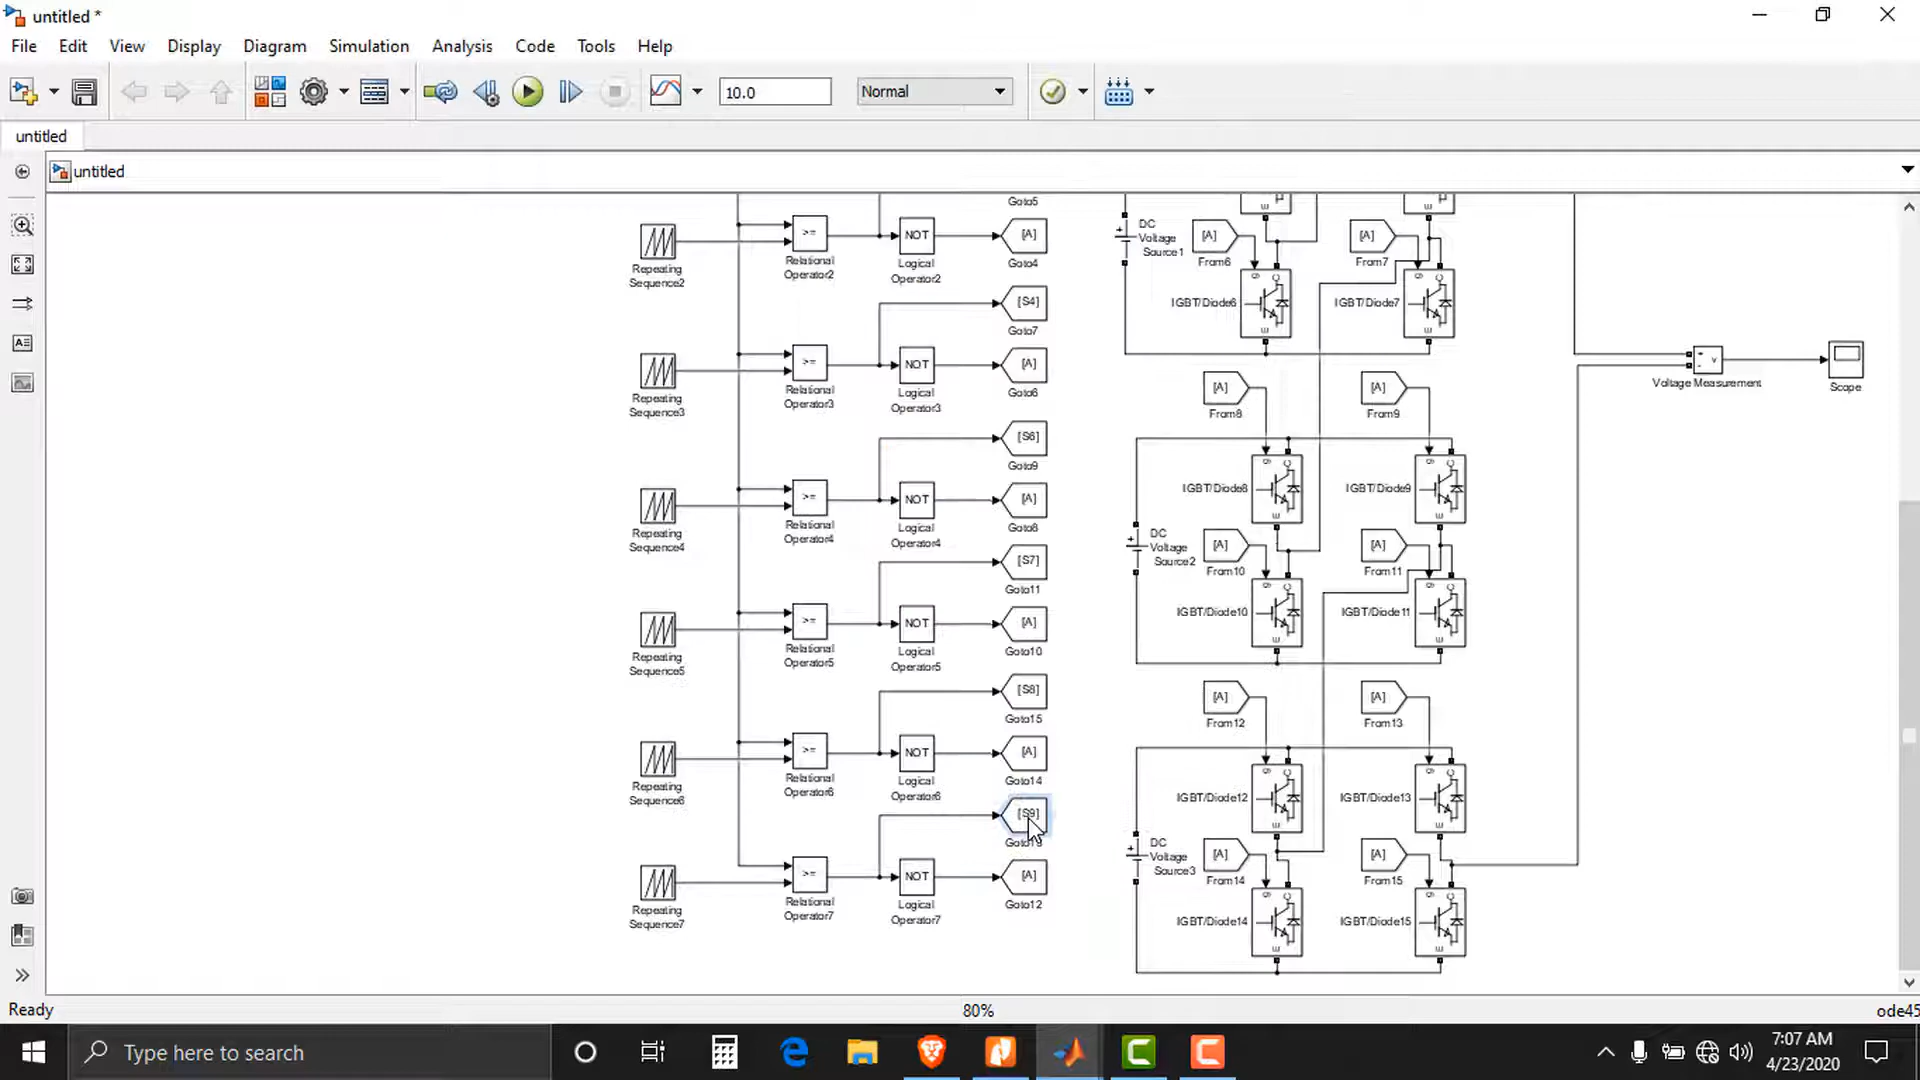 untitled *
File Edit View Display Diagram Simulation Analysis Code Tools Help
10.0
Normal
untitled
untitled
Goto5
Repeating
Sequence2
>=
Relational
Operator2
NOT
Logical
Operator2
[A]
Goto4
[S4]
Goto7
Repeating
Sequence3
>=
Relational
Operator3
NOT
Logical
Operator3
[A]
Goto6
[S6]
Goto9
Repeating
Sequence4
>=
Relational
Operator4
NOT
Logical
Operator4
[A]
Goto8
[S7]
Goto11
Repeating
Sequence5
>=
Relational
Operator5
NOT
Logical
Operator5
[A]
Goto10
[S8]
Goto15
Repeating
Sequence6
>=
Relational
Operator6
NOT
Logical
Operator6
[A]
Goto14
[S9]
Repeating
Sequence7
>=
Relational
Operator7
NOT
Logical
Operator7
[A]
Goto12
DC
Voltage
Source1
[A]
From6
[A]
From7
IGBT/Diode6
IGBT/Diode7
[A]
From8
[A]
From9
IGBT/Diode8
IGBT/Diode9
DC
Voltage
Source2
[A]
From10
[A]
From11
IGBT/Diode10
IGBT/Diode11
[A]
From12
[A]
From13
IGBT/Diode12
IGBT/Diode13
DC
Voltage
Source3
[A]
From14
[A]
From15
IGBT/Diode14
IGBT/Diode15
Voltage Measurement
Scope
Ready
80%
ode45
Type here to search
7:07 AM
4/23/2020